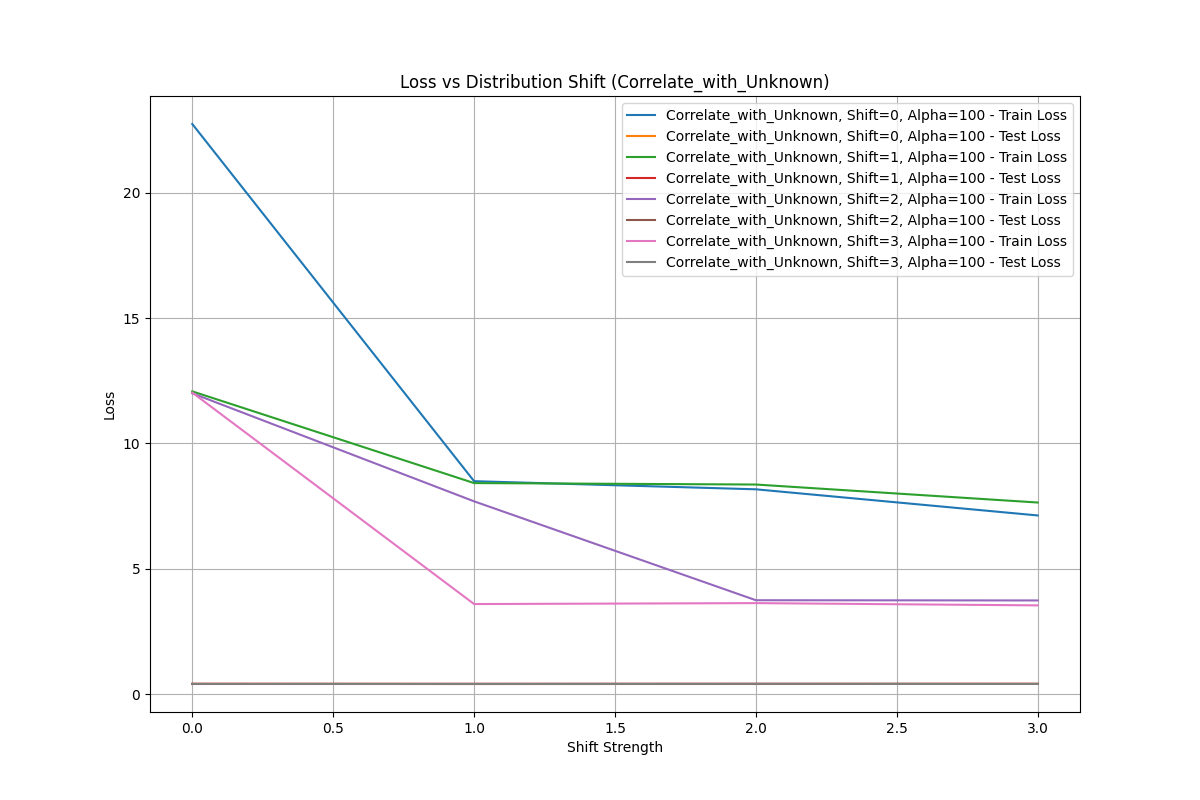 Loss vs Distribution Shift (Correlate_with_Unknown)
Correlate_with_Unknown, Shift=0, Alpha=100 - Train Loss
Correlate_with_Unknown, Shift=0, Alpha=100 - Test Loss
Correlate_with_Unknown, Shift=1, Alpha=100 - Train Loss
Correlate_with_Unknown, Shift=1, Alpha=100 - Test Loss
Correlate_with_Unknown, Shift=2, Alpha=100 - Train Loss
Correlate_with_Unknown, Shift=2, Alpha=100 - Test Loss
Correlate_with_Unknown, Shift=3, Alpha=100 - Train Loss
Correlate_with_Unknown, Shift=3, Alpha=100 - Test Loss
20
15
10
5
0
Loss
0.0 0.5 1.0 1.5 2.0 2.5 3.0
Shift Strength